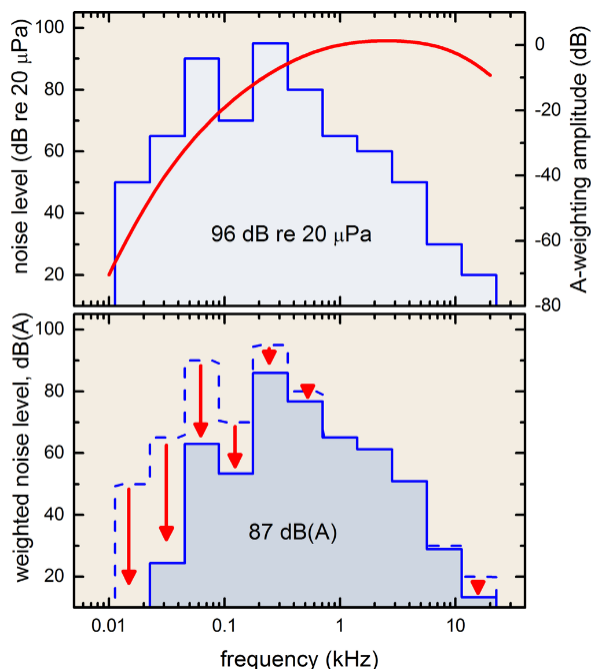 100
80
60
40
20
noise level (dB re 20 μPa)
0
-20
-40
-60
-80
A-weighting amplitude (dB)
96 dB re 20 μPa
100
80
60
40
20
weighted noise level, dB(A)
87 dB(A)
0.01 0.1 1 10
frequency (kHz)